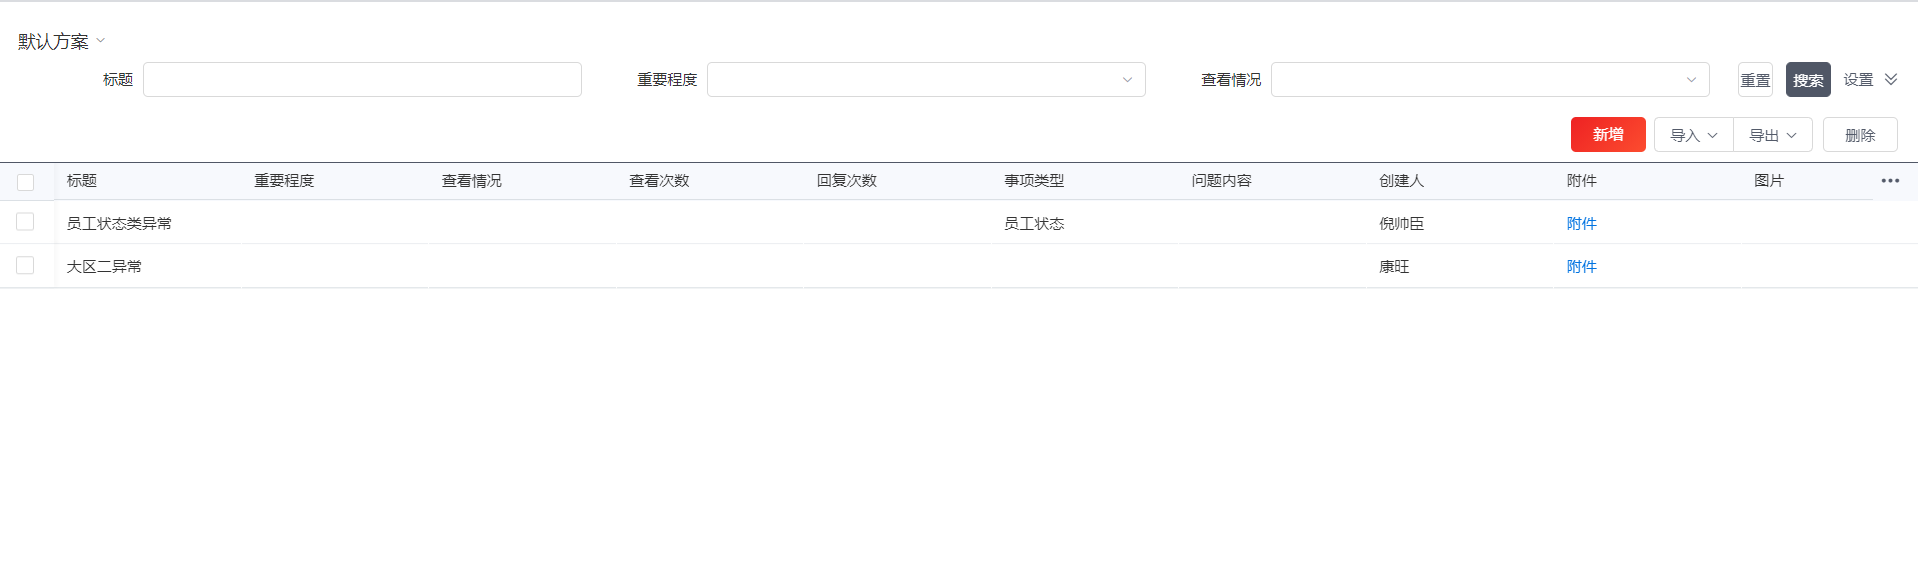 默认方案
标题 重要程度 查看情况 重置 搜索 设置
新增 导入 导出 删除
标题 重要程度 查看情况 查看次数 回复次数 事项类型 问题内容 创建人 附件 图片 •••
员工状态类异常 员工状态 倪帅臣 附件
大区二异常 康旺 附件